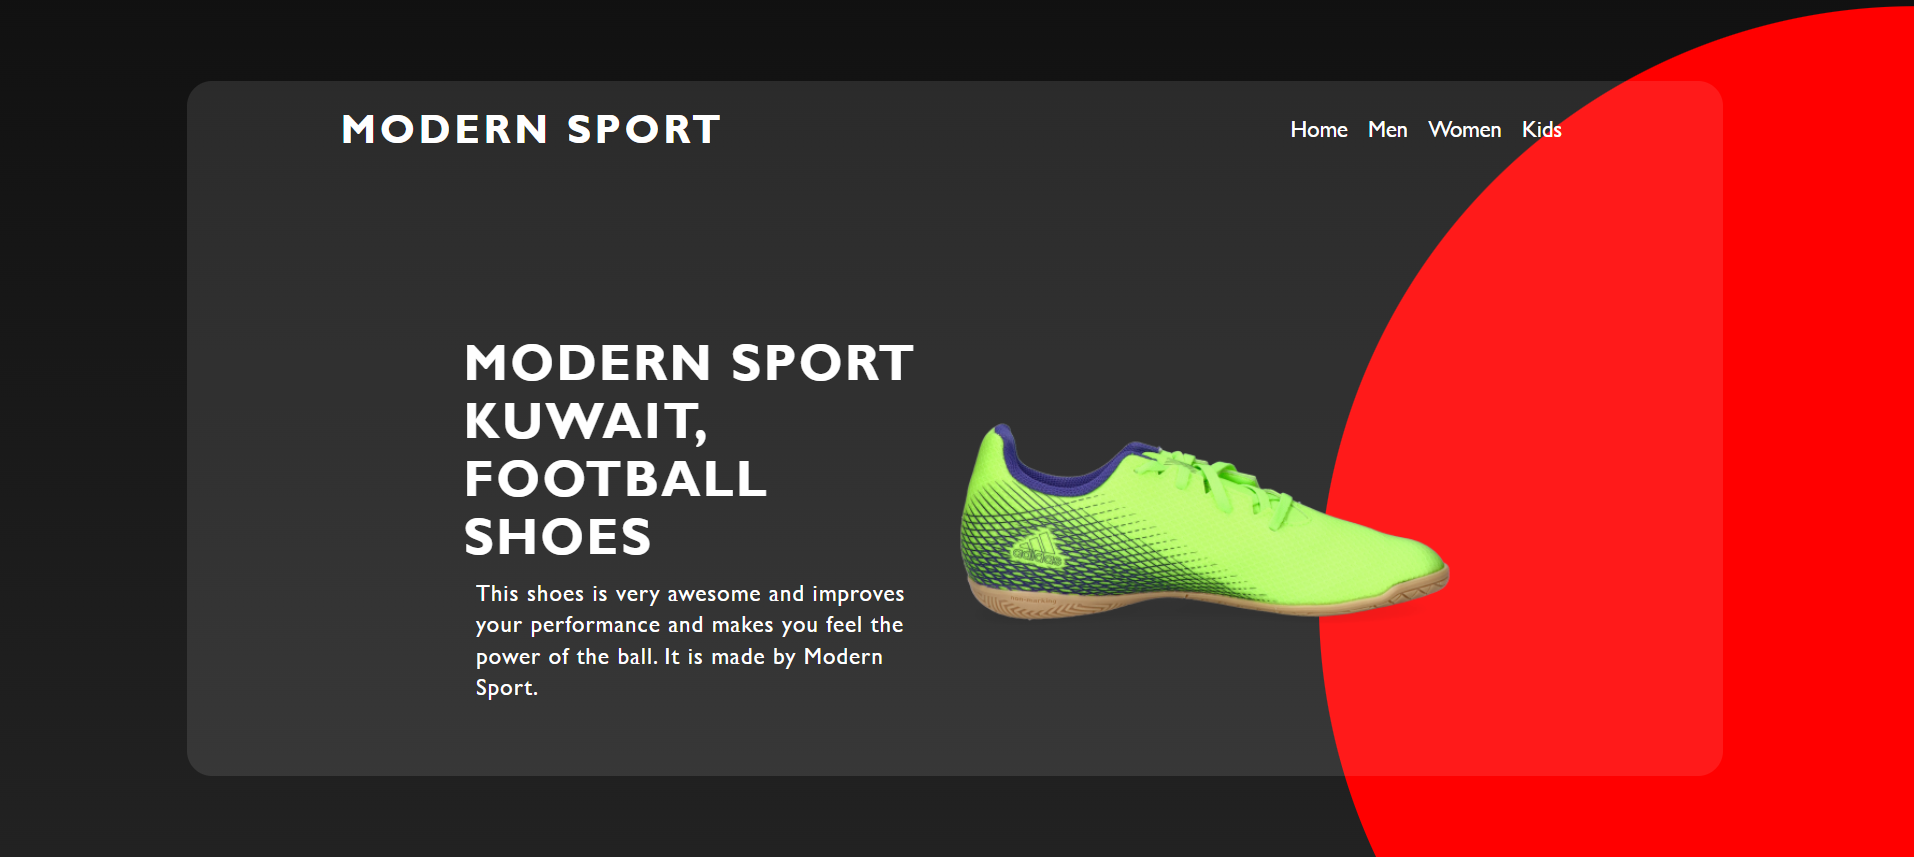 MODERN SPORT
Home Men Women Kids
MODERN SPORT
KUWAIT,
FOOTBALL
SHOES
This shoes is very awesome and improves
your performance and makes you feel the
power of the ball. It is made by Modern
Sport.
adidas